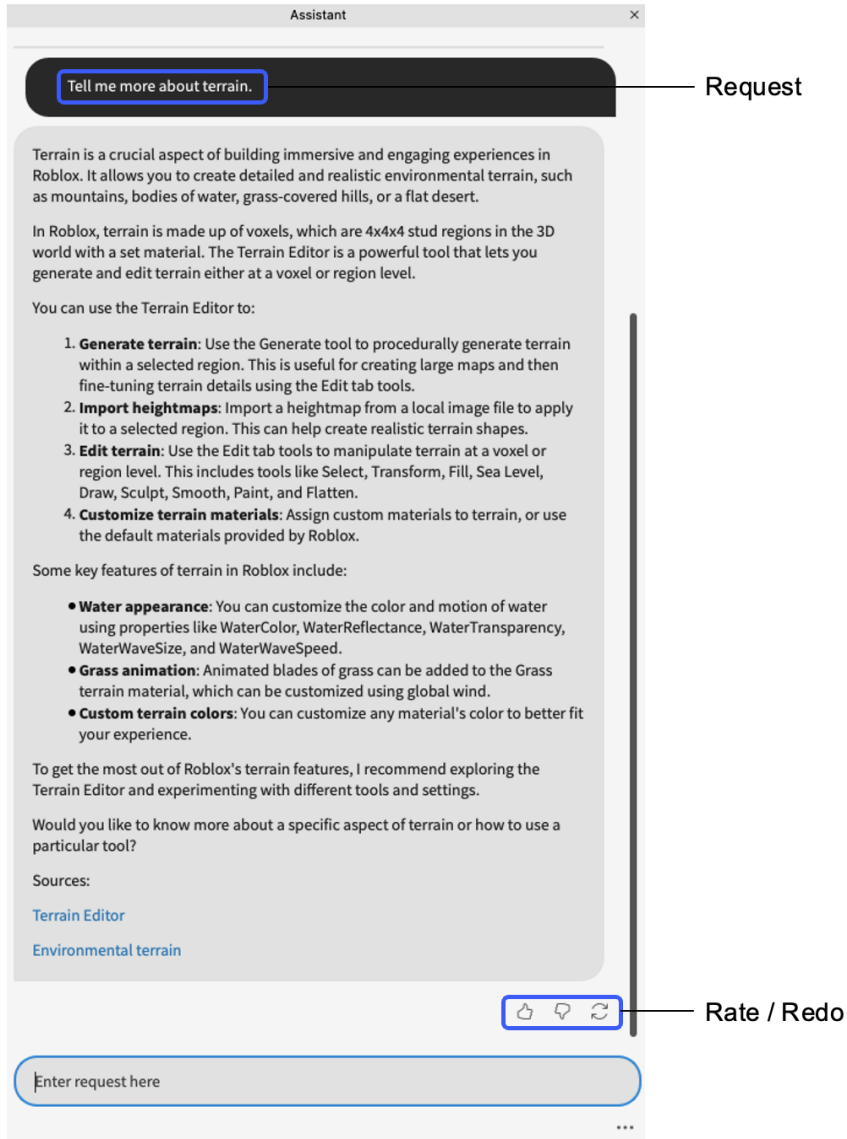 Assistant
Tell me more about terrain.
Request
Terrain is a crucial aspect of building immersive and engaging experiences in
Roblox. It allows you to create detailed and realistic environmental terrain, such
as mountains, bodies of water, grass-covered hills, or a flat desert.
In Roblox, terrain is made up of voxels, which are 4x4x4 stud regions in the 3D
world with a set material. The Terrain Editor is a powerful tool that lets you
generate and edit terrain either at a voxel or region level.
You can use the Terrain Editor to:
1. Generate terrain: Use the Generate tool to procedurally generate terrain
within a selected region. This is useful for creating large maps and then
fine-tuning terrain details using the Edit tab tools.
2. Import heightmaps: Import a heightmap from a local image file to apply
it to a selected region. This can help create realistic terrain shapes.
3. Edit terrain: Use the Edit tab tools to manipulate terrain at a voxel or
region level. This includes tools like Select, Transform, Fill, Sea Level,
Draw, Sculpt, Smooth, Paint, and Flatten.
4. Customize terrain materials: Assign custom materials to terrain, or use
the default materials provided by Roblox.
Some key features of terrain in Roblox include:
• Water appearance: You can customize the color and motion of water
using properties like WaterColor, WaterReflectance, WaterTransparency,
WaterWaveSize, and WaterWaveSpeed.
• Grass animation: Animated blades of grass can be added to the Grass
terrain material, which can be customized using global wind.
• Custom terrain colors: You can customize any material's color to better fit
your experience.
To get the most out of Roblox's terrain features, I recommend exploring the
Terrain Editor and experimenting with different tools and settings.
Would you like to know more about a specific aspect of terrain or how to use a
particular tool?
Sources:
Terrain Editor
Environmental terrain
Rate / Redo
Enter request here